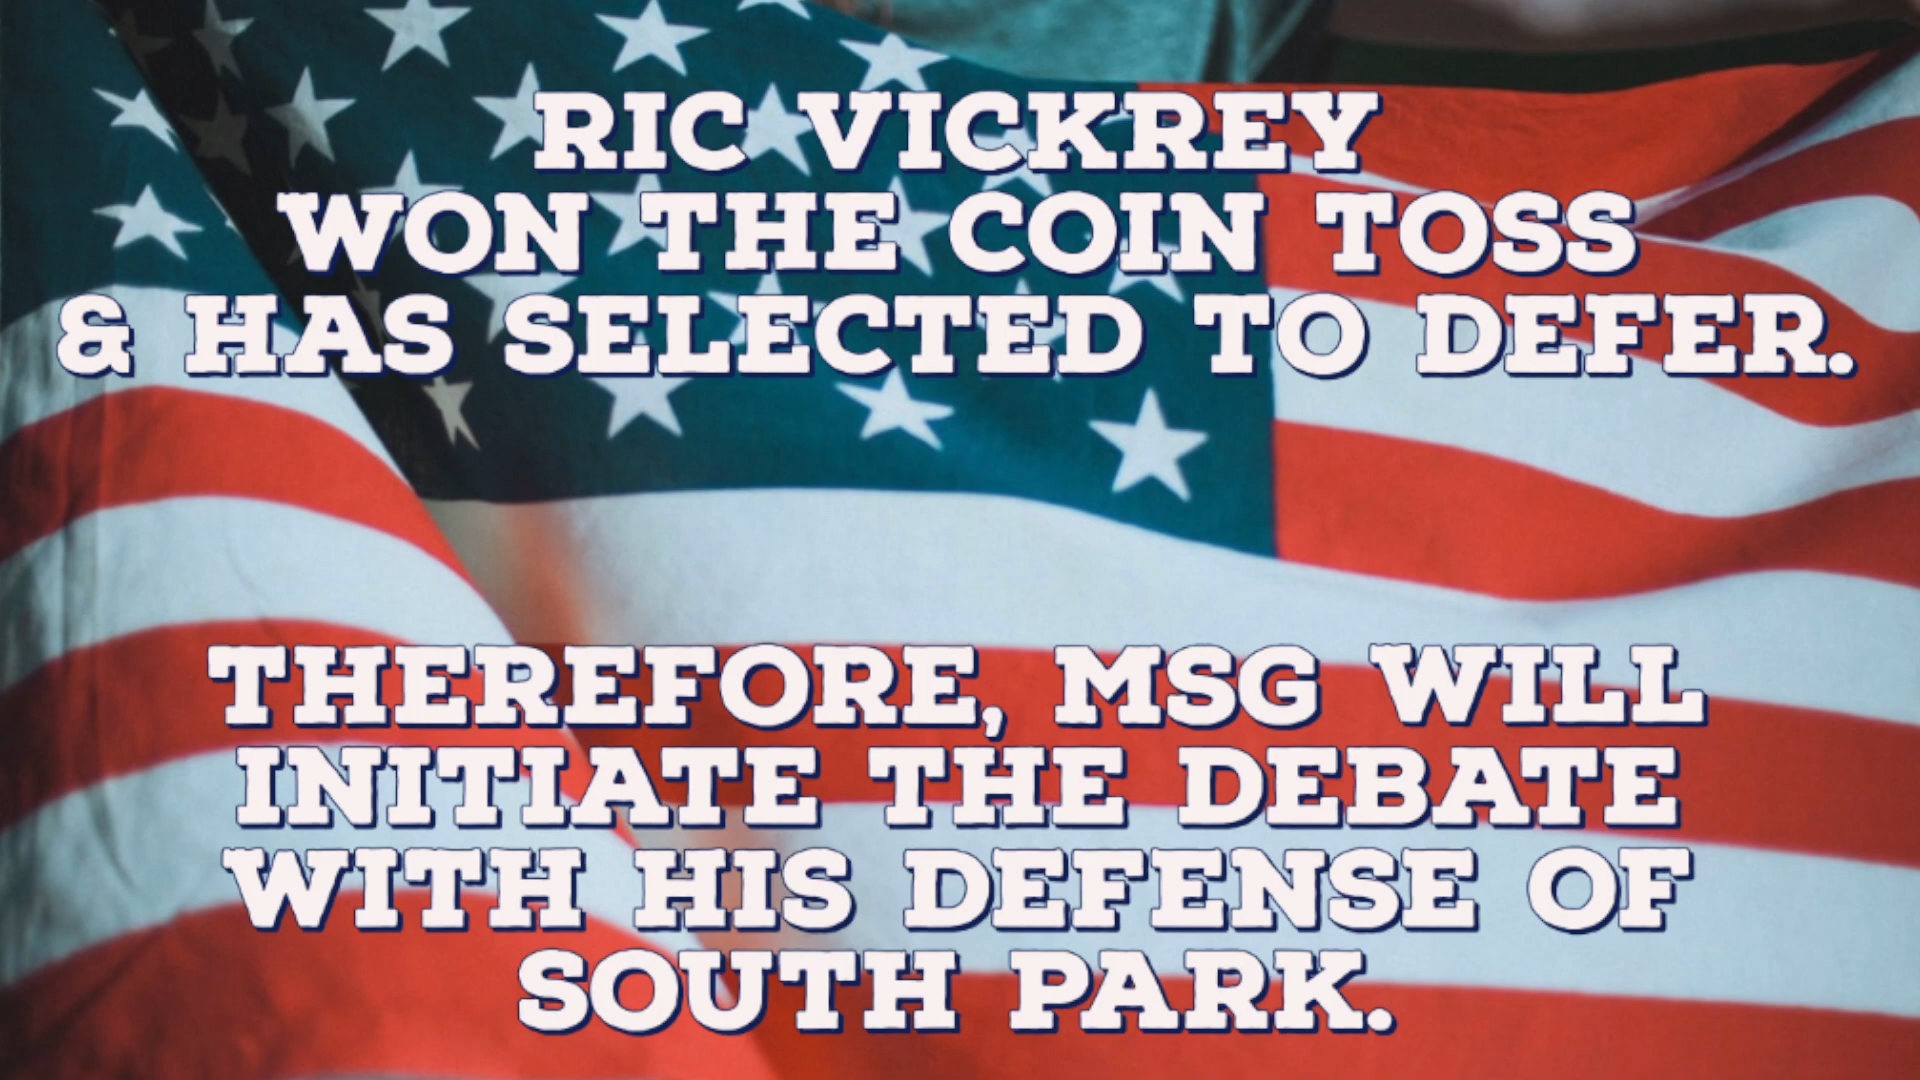 RIC VICKREY
WON THE COIN TOSS
& HAS SELECTED TO DEFER.
THEREFORE, MSG WILL
INITIATE THE DEBATE
WITH HIS DEFENSE OF
SOUTH PARK.